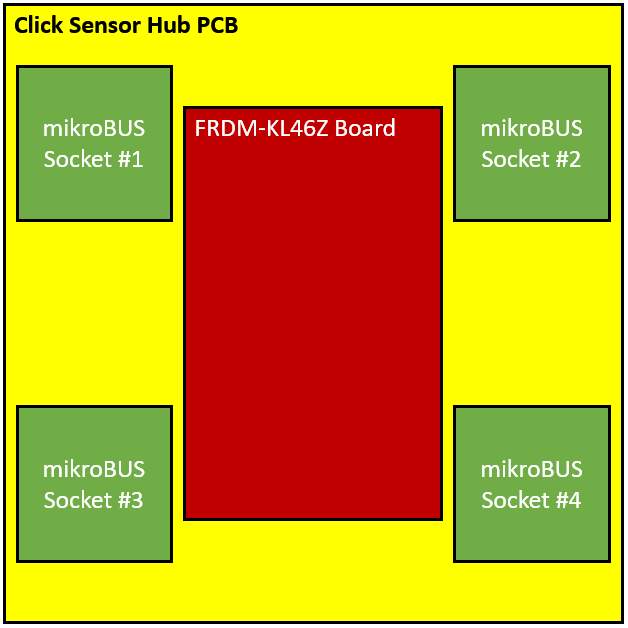 Click Sensor Hub PCB
mikroBUS
Socket #1
FRDM-KL46Z Board
mikroBUS
Socket #2
mikroBUS
Socket #3
mikroBUS
Socket #4